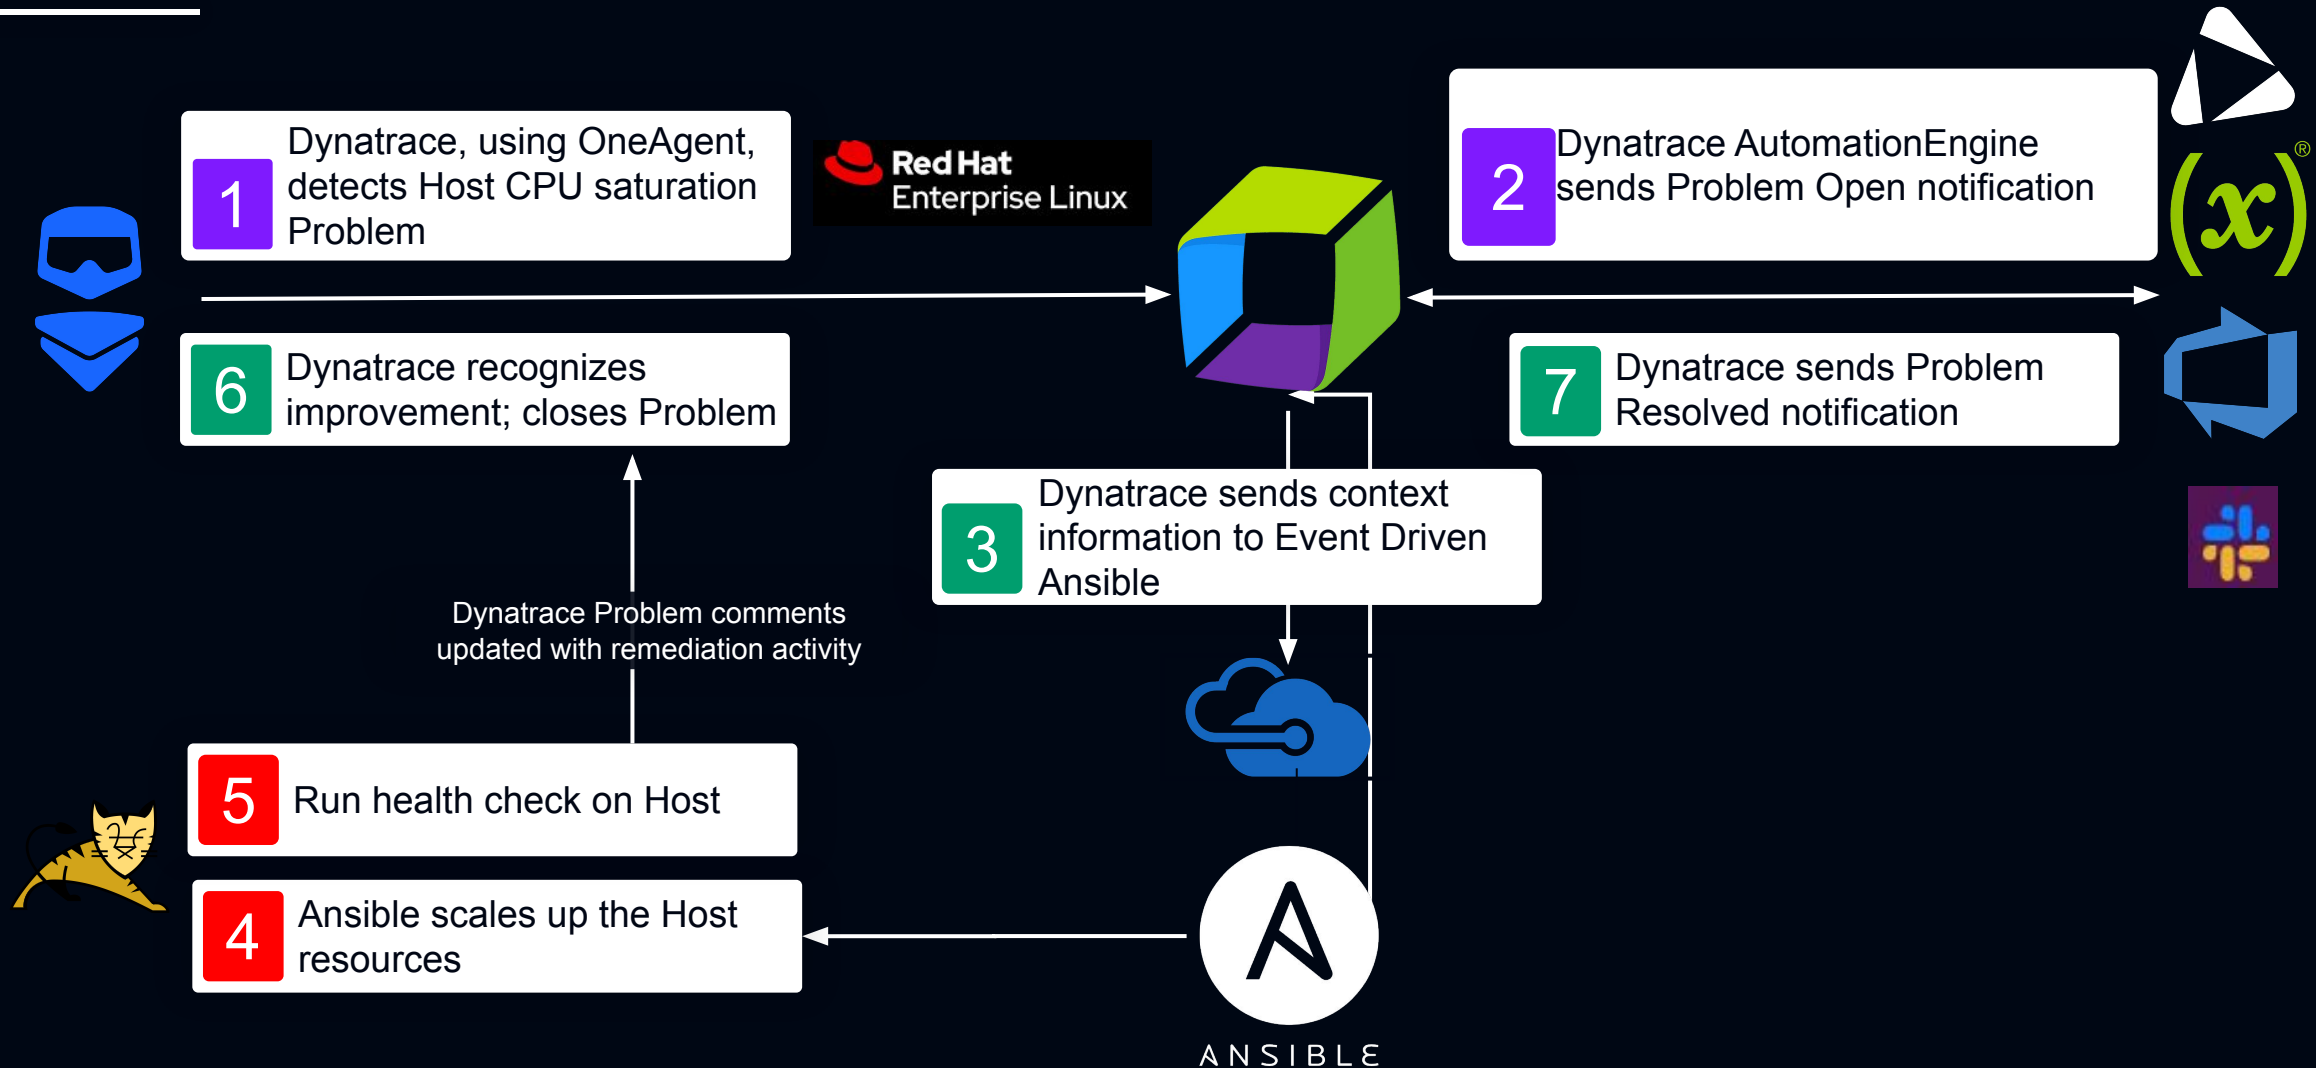 1
Dynatrace, using OneAgent,
detects Host CPU saturation
Problem
Red Hat
Enterprise Linux
2
Dynatrace AutomationEngine
sends Problem Open notification
(x)®
6
Dynatrace recognizes
improvement; closes Problem
7
Dynatrace sends Problem
Resolved notification
3
Dynatrace sends context
information to Event Driven
Ansible
Dynatrace Problem comments
updated with remediation activity
5
Run health check on Host
4
Ansible scales up the Host
resources
A
ANSIBLE